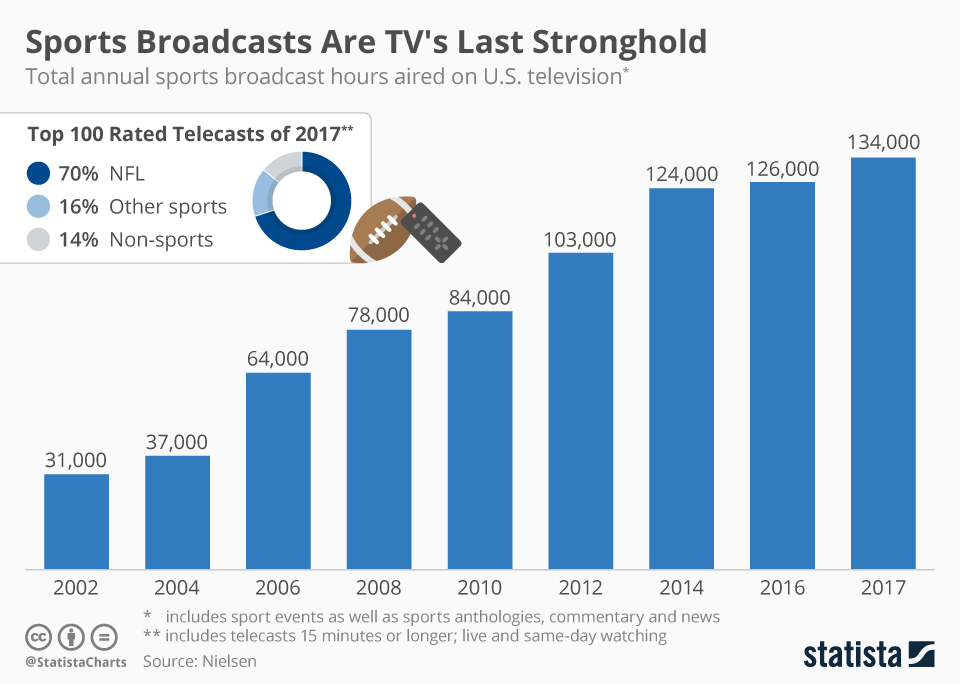 Sports Broadcasts Are TV's Last Stronghold
Total annual sports broadcast hours aired on U.S. television*
Top 100 Rated Telecasts of 2017**
70% NFL
16% Other sports
14% Non-sports
31,000
37,000
64,000
78,000
84,000
103,000
124,000
126,000
134,000
2002 2004 2006 2008 2010 2012 2014 2016 2017
* includes sport events as well as sports anthologies, commentary and news
** includes telecasts 15 minutes or longer; live and same-day watching
cc
@StatistaCharts Source: Nielsen
statista